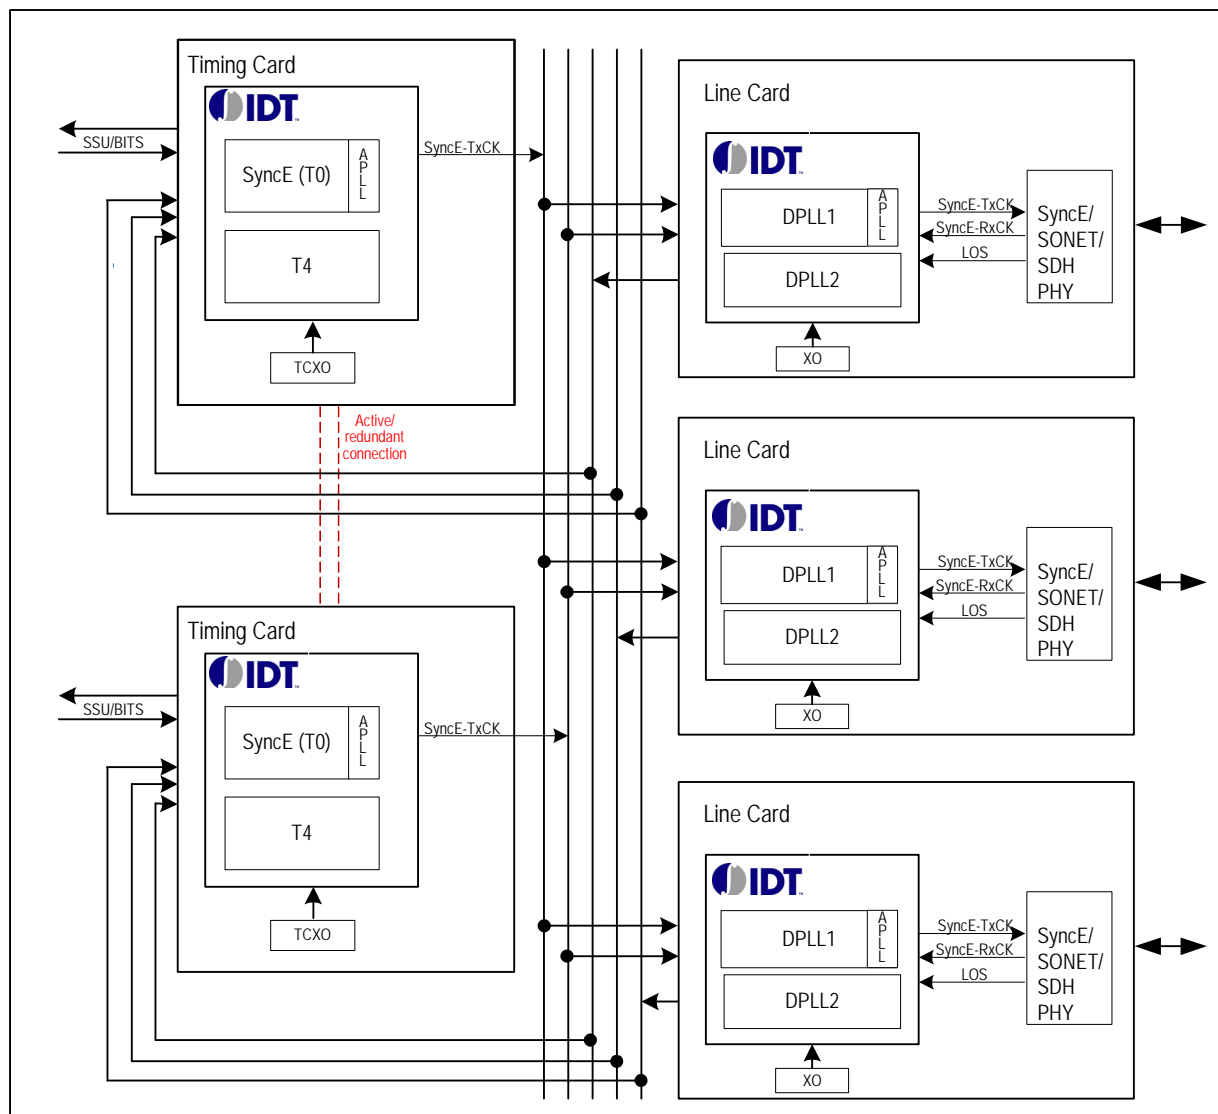 Timing Card
IDT
SSU/BITS
SyncE (T0)
APLL
SyncE-TxCK
T4
TCXO
Active/
redundant
connection
Timing Card
IDT
SSU/BITS
SyncE (T0)
APLL
SyncE-TxCK
T4
TCXO
Line Card
IDT
DPLL1
APLL
SyncE-TxCK
SyncE-RxCK
LOS
SyncE/
SONET/
SDH
PHY
DPLL2
XO
Line Card
IDT
DPLL1
APLL
SyncE-TxCK
SyncE-RxCK
LOS
SyncE/
SONET/
SDH
PHY
DPLL2
XO
Line Card
IDT
DPLL1
APLL
SyncE-TxCK
SyncE-RxCK
LOS
SyncE/
SONET/
SDH
PHY
DPLL2
XO